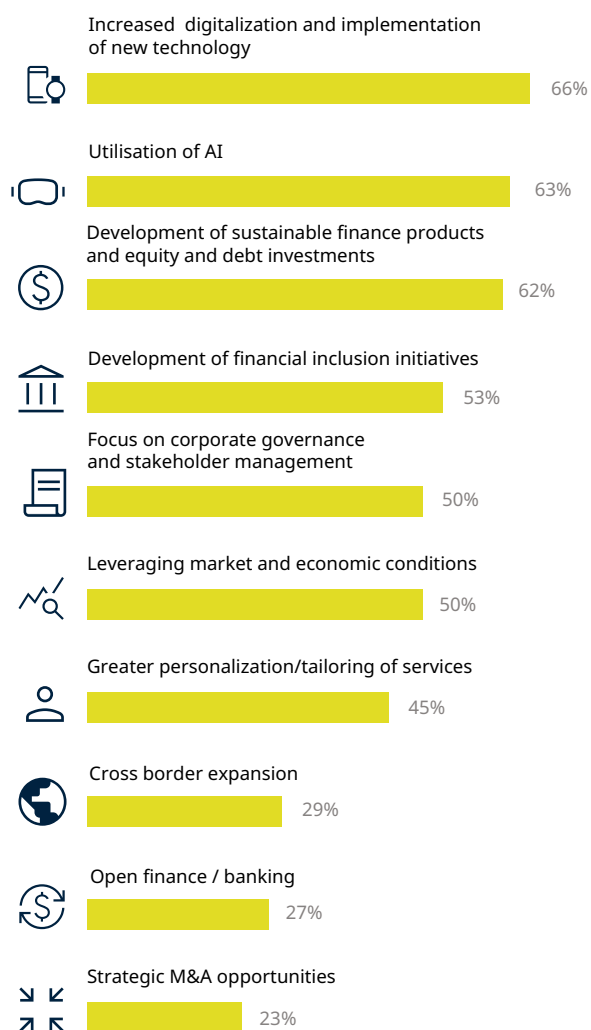 Increased  digitalization and implementation
of new technology
66%
Utilisation of AI
63%
Development of sustainable finance products
and equity and debt investments
62%
Development of financial inclusion initiatives
53%
Focus on corporate governance
and stakeholder management
50%
Leveraging market and economic conditions
50%
Greater personalization/tailoring of services
45%
Cross border expansion
29%
Open finance / banking
27%
Strategic M&A opportunities
23%